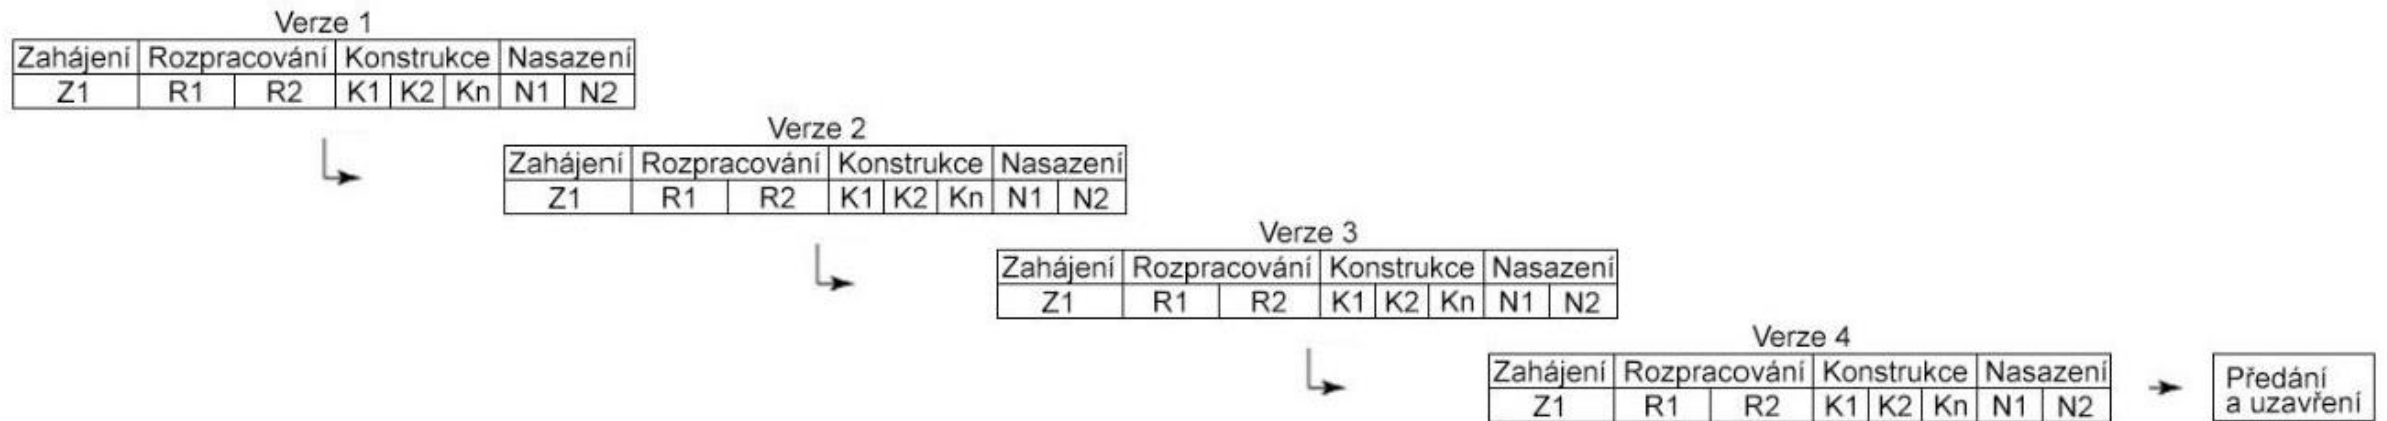 Verze 1
Zahájení Rozpracování Konstrukce Nasazení
Z1 R1 R2 K1 K2 Kn N1 N2
Verze 2
Zahájení Rozpracování Konstrukce Nasazení
Z1 R1 R2 K1 K2 Kn N1 N2
Verze 3
Zahájení Rozpracování Konstrukce Nasazení
Z1 R1 R2 K1 K2 Kn N1 N2
Verze 4
Zahájení Rozpracování Konstrukce Nasazení
Z1 R1 R2 K1 K2 Kn N1 N2
Předání
a uzavření